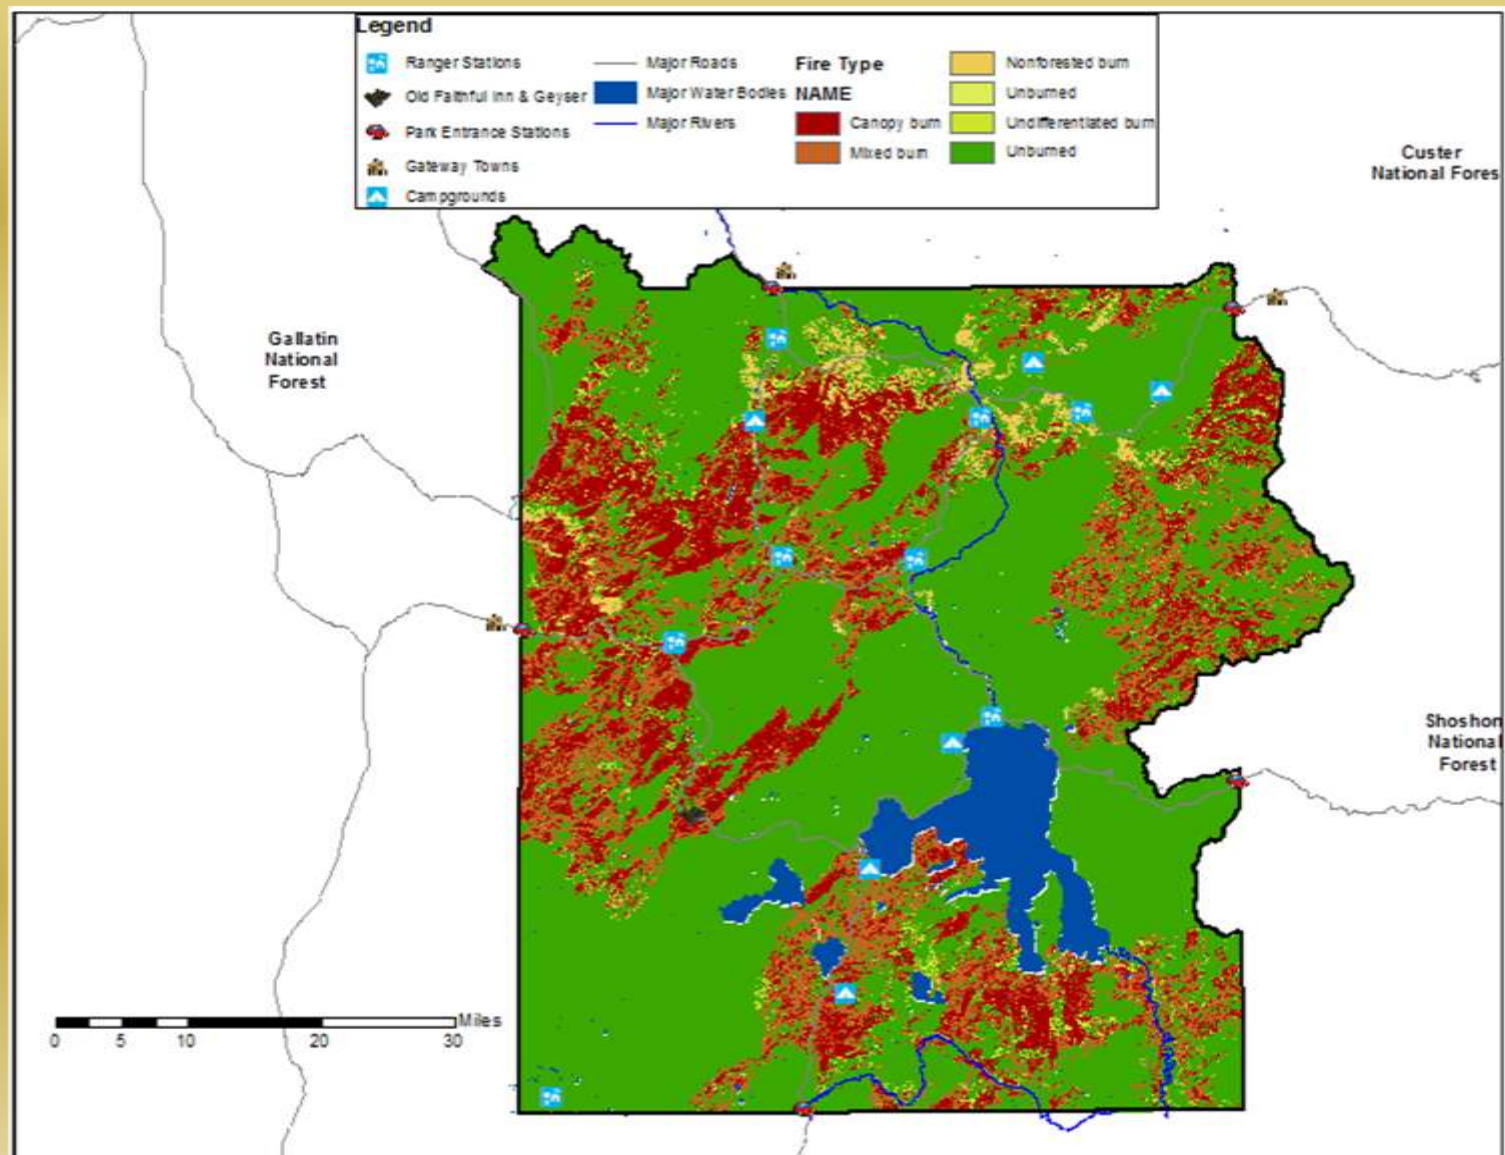 Legend
Ranger Stations
Old Faithful Inn & Geyser
Park Entrance Stations
Gateway Towns
Campgrounds
Major Roads
Major Water Bodies
Major Rivers
Fire Type
NAME
Canopy burn
Mixed burn
Nonforested burn
Unburned
Undifferentiated burn
Unburned
Custer
National Fores
Gallatin
National
Forest
Shoshon
National
Forest
Miles
0 5 10 20 30